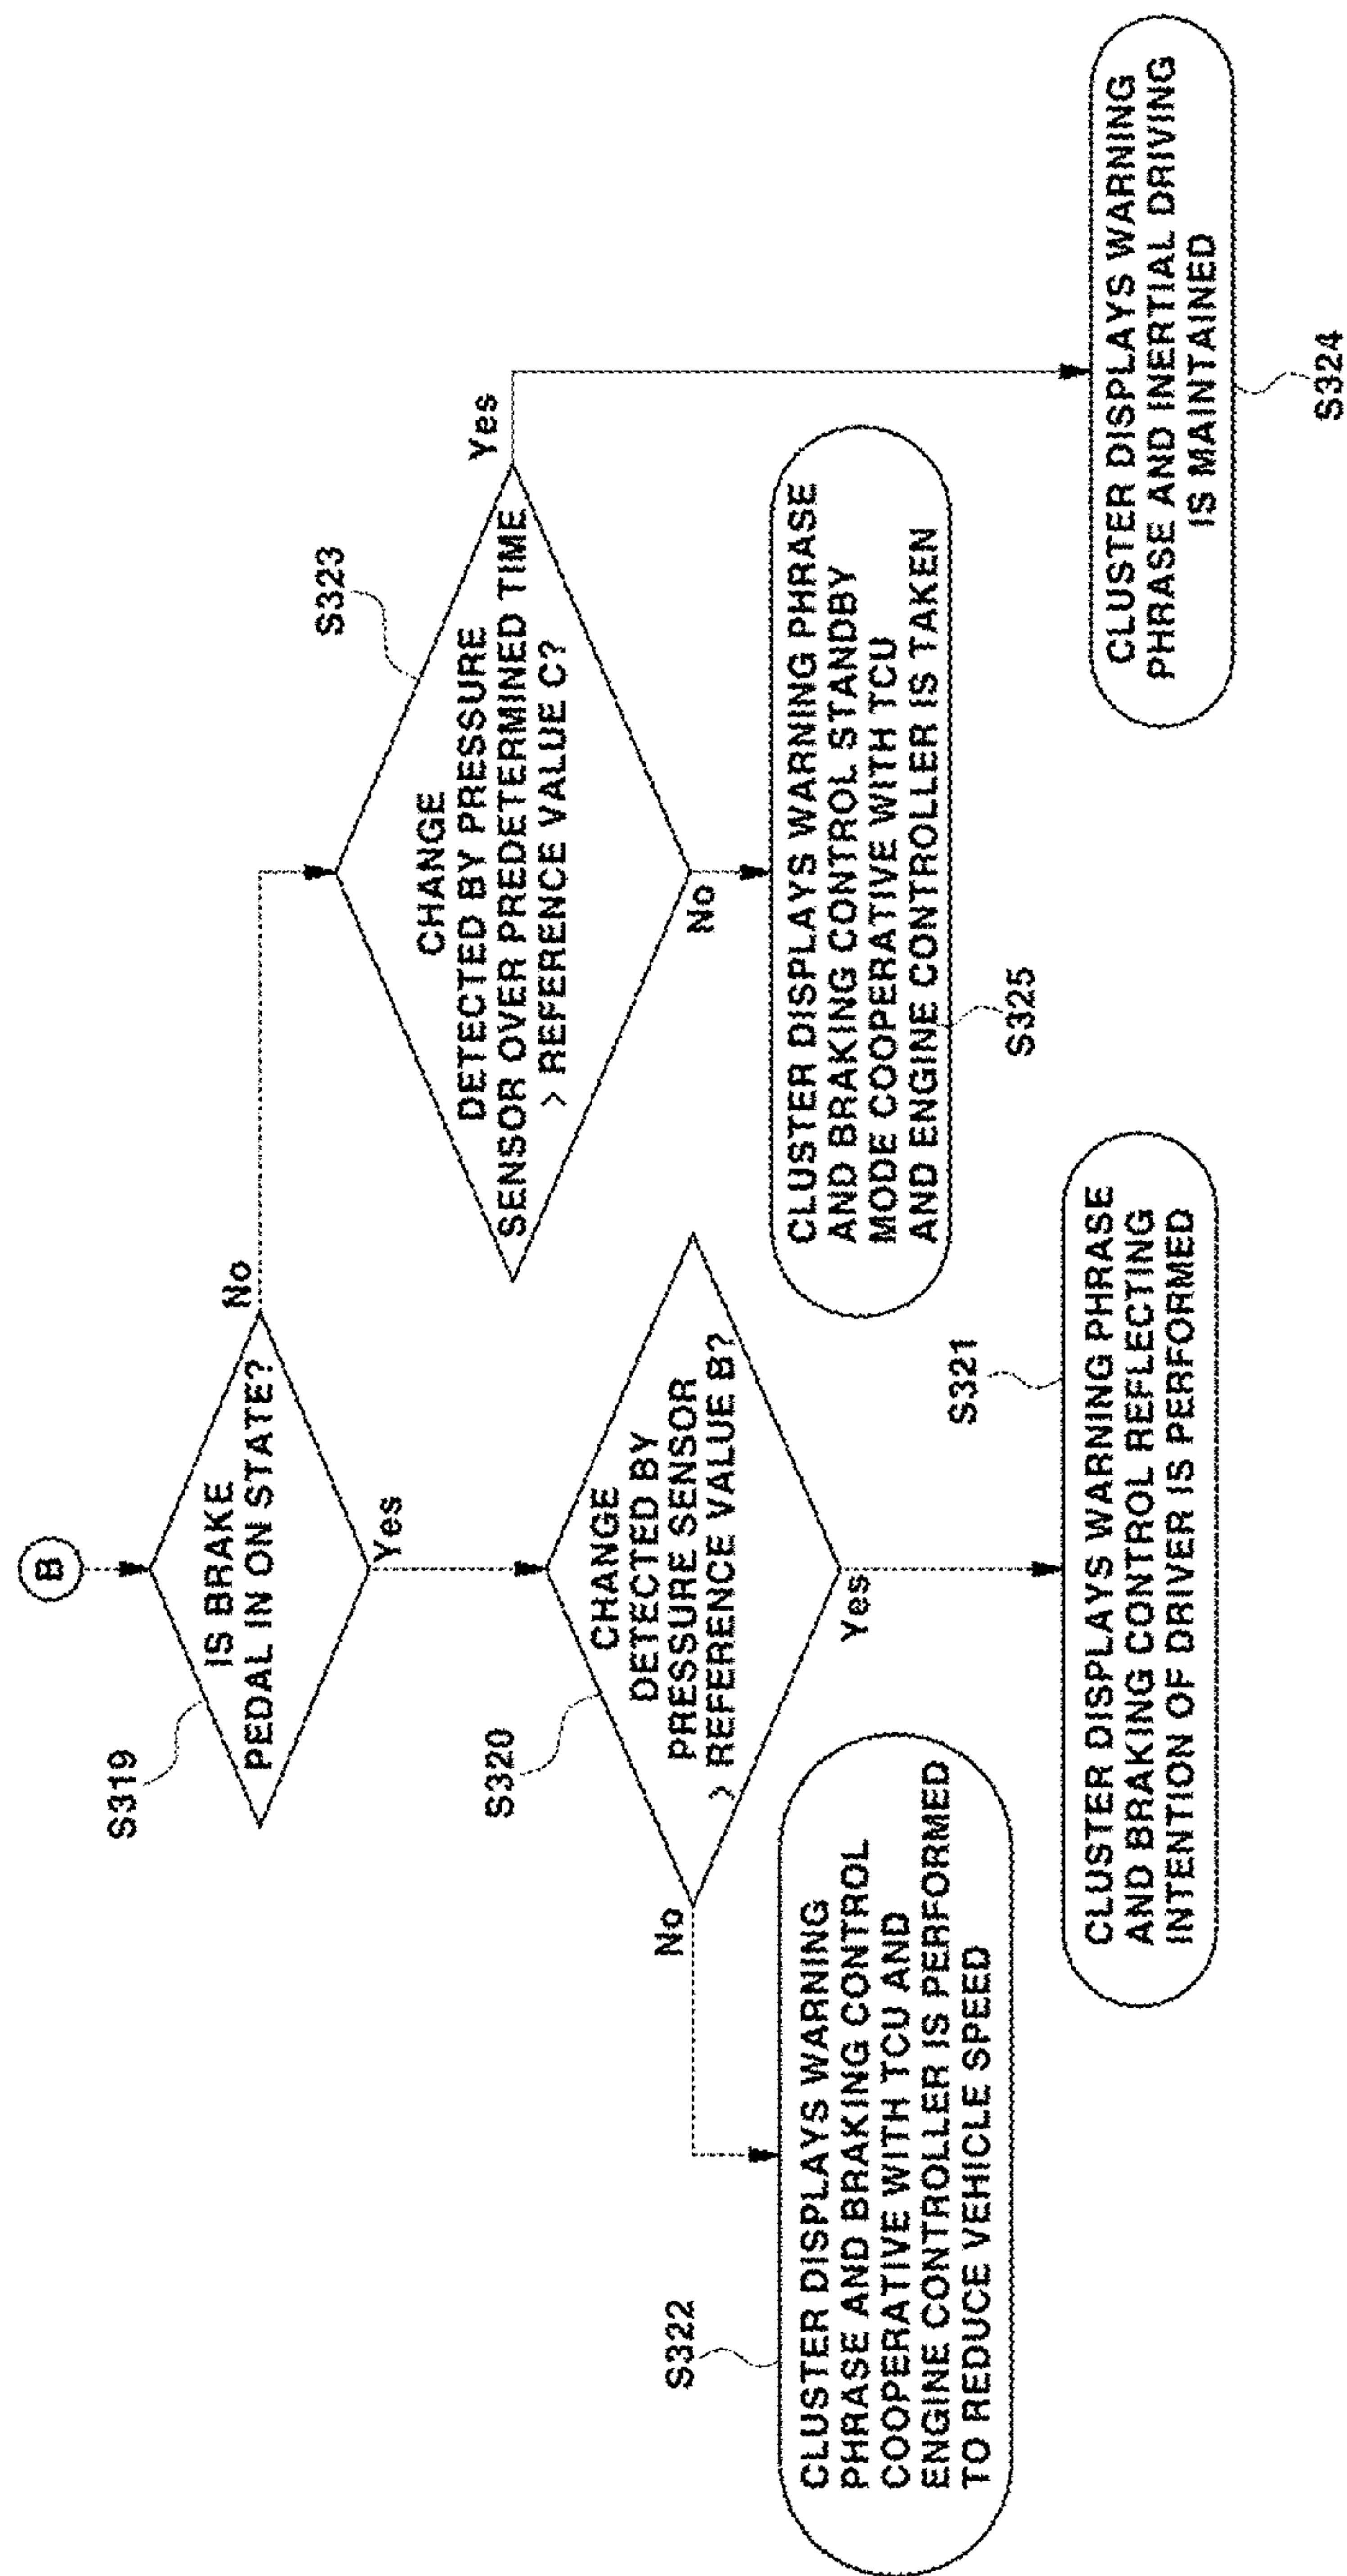 B
S319
IS BRAKE
PEDAL IN ON STATE?
No
Yes
S320
CHANGE
DETECTED BY
PRESSURE SENSOR
> REFERENCE VALUE B?
No
Yes
S322
CLUSTER DISPLAYS WARNING
PHRASE AND BRAKING CONTROL
COOPERATIVE WITH TCU AND
ENGINE CONTROLLER IS PERFORMED
TO REDUCE VEHICLE SPEED
S321
CLUSTER DISPLAYS WARNING PHRASE
AND BRAKING CONTROL REFLECTING
INTENTION OF DRIVER IS PERFORMED
S323
CHANGE
DETECTED BY PRESSURE
SENSOR OVER PREDETERMINED TIME
> REFERENCE VALUE C?
Yes
No
CLUSTER DISPLAYS WARNING PHRASE
AND BRAKING CONTROL STANDBY
MODE COOPERATIVE WITH TCU
AND ENGINE CONTROLLER IS TAKEN
S325
CLUSTER DISPLAYS WARNING
PHRASE AND INERTIAL DRIVING
IS MAINTAINED
S324